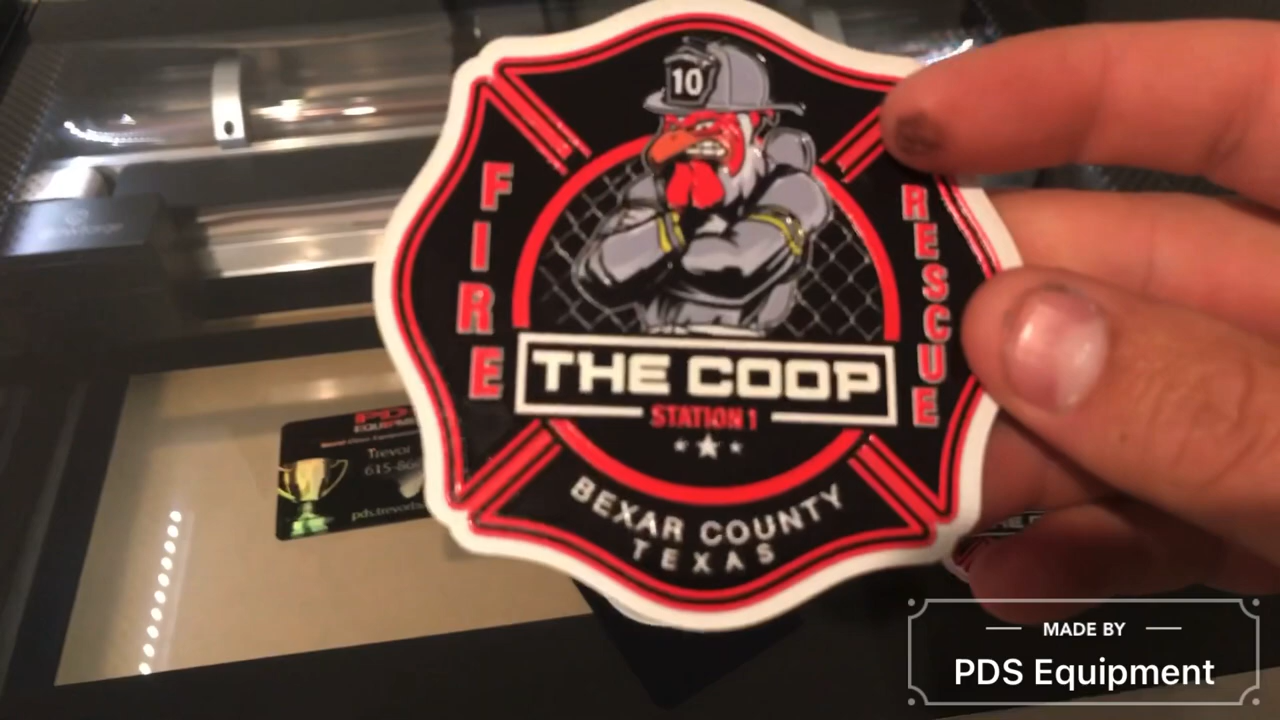 10
FIRE
RESCUE
THE COOP
STATION 1
BEXAR COUNTY
TEXAS
Trevor
MADE BY
PDS Equipment